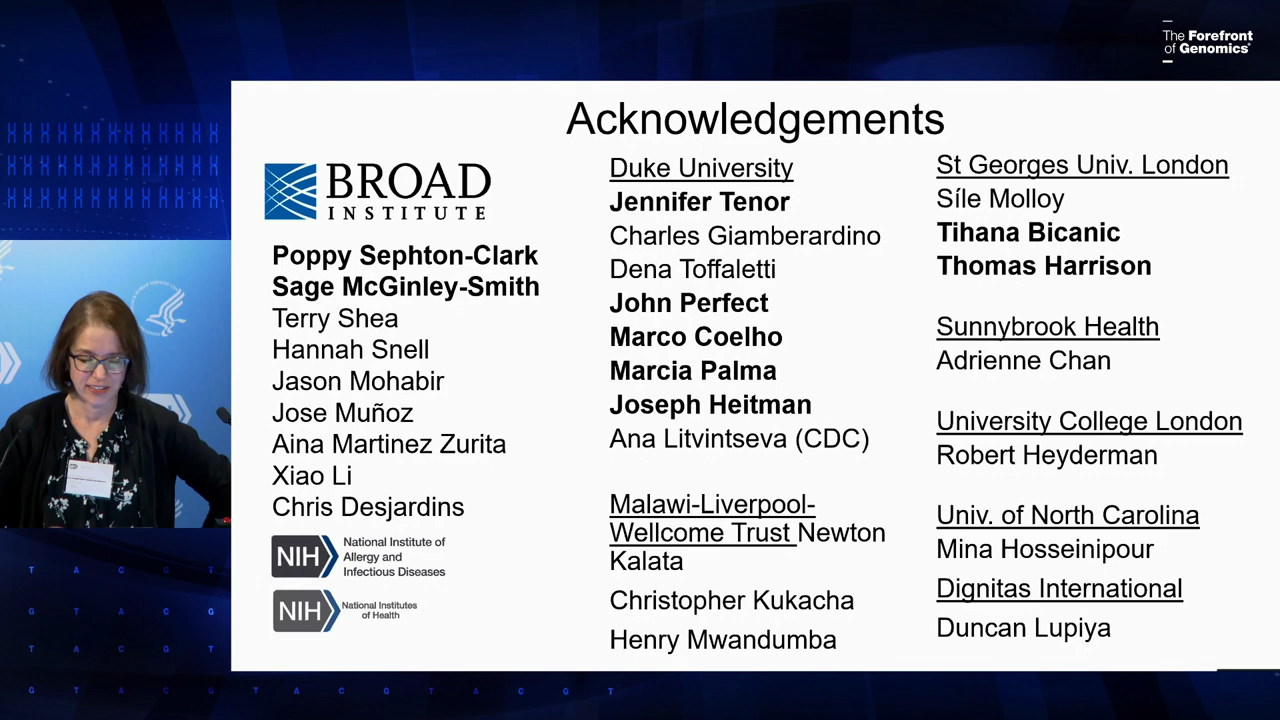 The Forefront
of Genomics®
Acknowledgements
BROAD
INSTITUTE
Poppy Sephton-Clark
Sage McGinley-Smith
Terry Shea
Hannah Snell
Jason Mohabir
Jose Muñoz
Aina Martinez Zurita
Xiao Li
Chris Desjardins
NIH
National Institute of
Allergy and
Infectious Diseases
NIH
National Institutes
of Health
Duke University
Jennifer Tenor
Charles Giamberardino
Dena Toffaletti
John Perfect
Marco Coelho
Marcia Palma
Joseph Heitman
Ana Litvintseva (CDC)
Malawi-Liverpool-
Wellcome Trust Newton
Kalata
Christopher Kukacha
Henry Mwandumba
St Georges Univ. London
Síle Molloy
Tihana Bicanic
Thomas Harrison
Sunnybrook Health
Adrienne Chan
University College London
Robert Heyderman
Univ. of North Carolina
Mina Hosseinipour
Dignitas International
Duncan Lupiya
T A C G T
G T A C G
T A C G T
G T A C G T A C G T A C G T